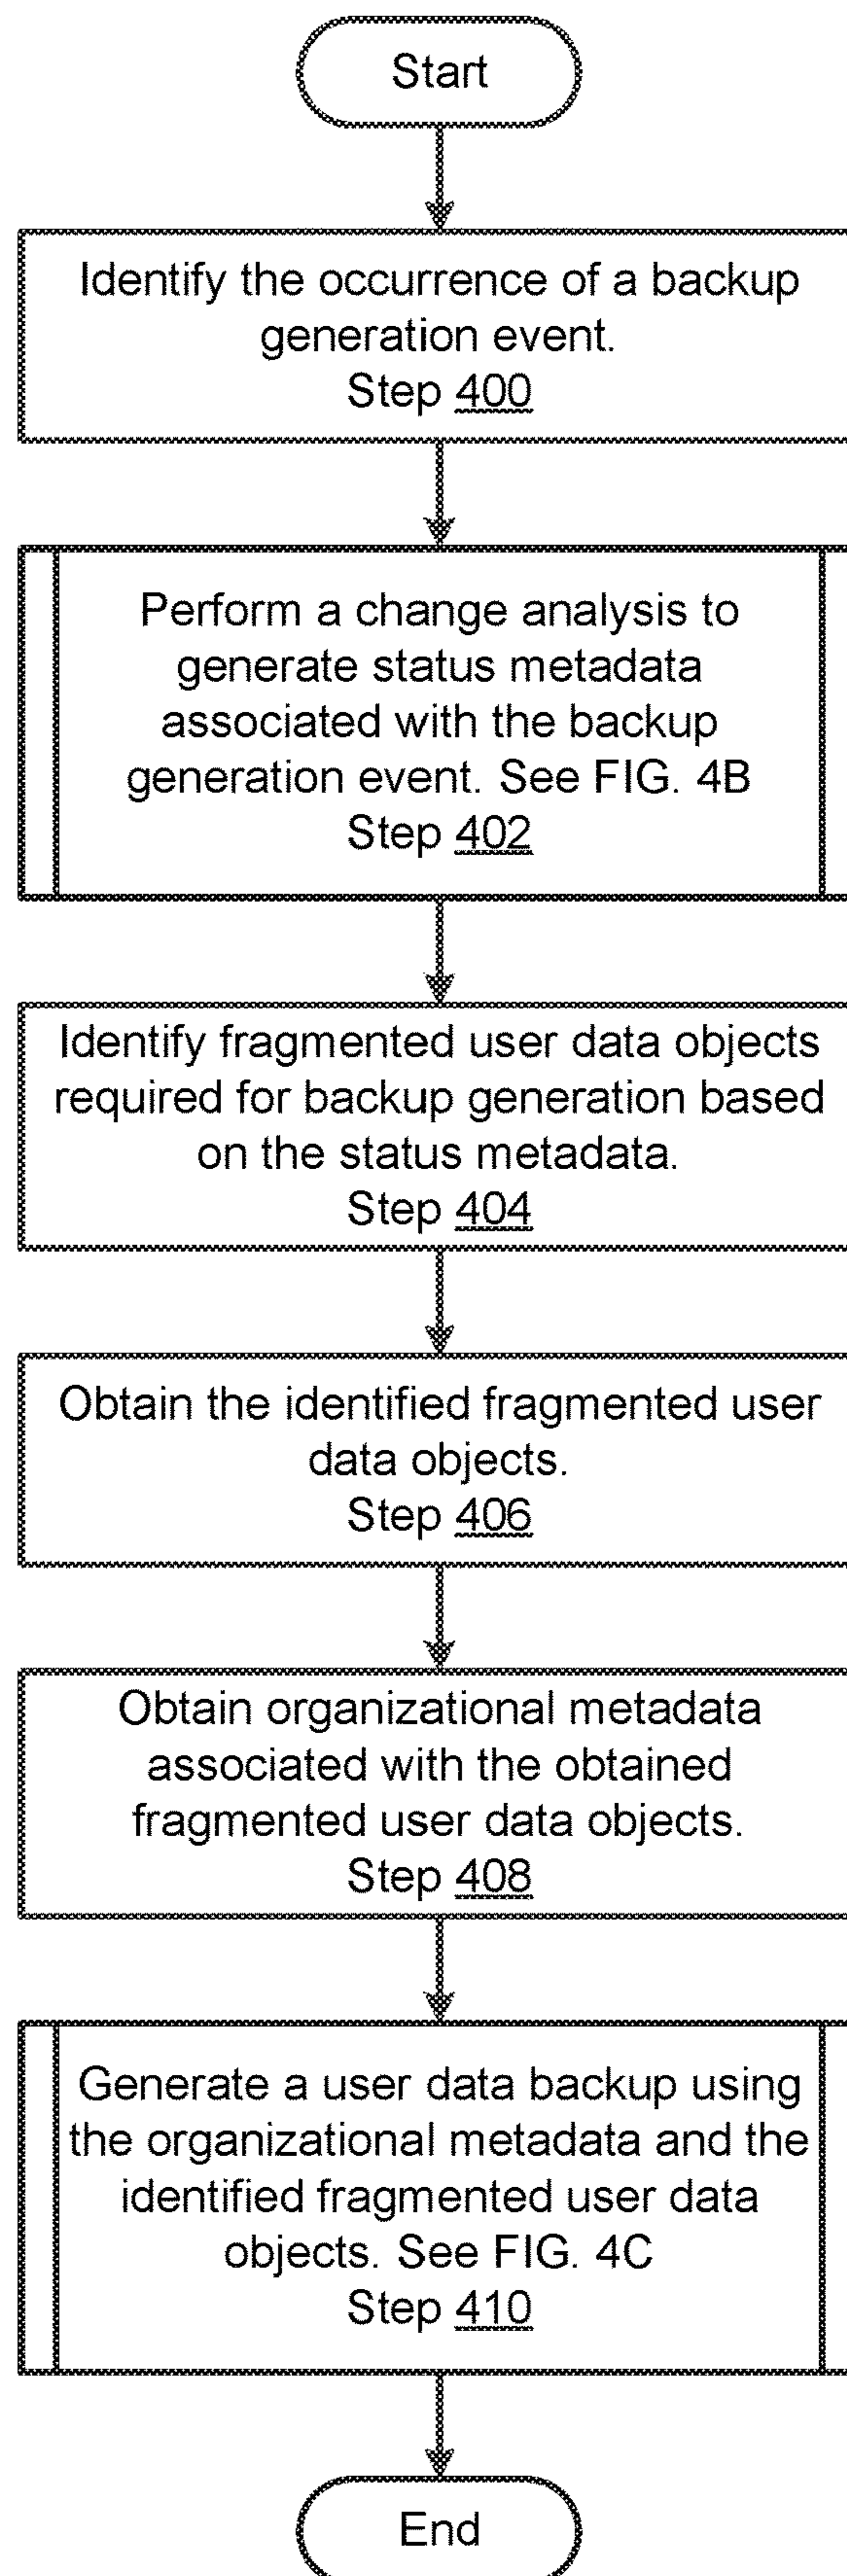 Start
Identify the occurrence of a backup
generation event.
Step 400
Perform a change analysis to
generate status metadata
associated with the backup
generation event. See FIG. 4B
Step 402
Identify fragmented user data objects
required for backup generation based
on the status metadata.
Step 404
Obtain the identified fragmented user
data objects.
Step 406
Obtain organizational metadata
associated with the obtained
fragmented user data objects.
Step 408
Generate a user data backup using
the organizational metadata and the
identified fragmented user data
objects. See FIG. 4C
Step 410
End